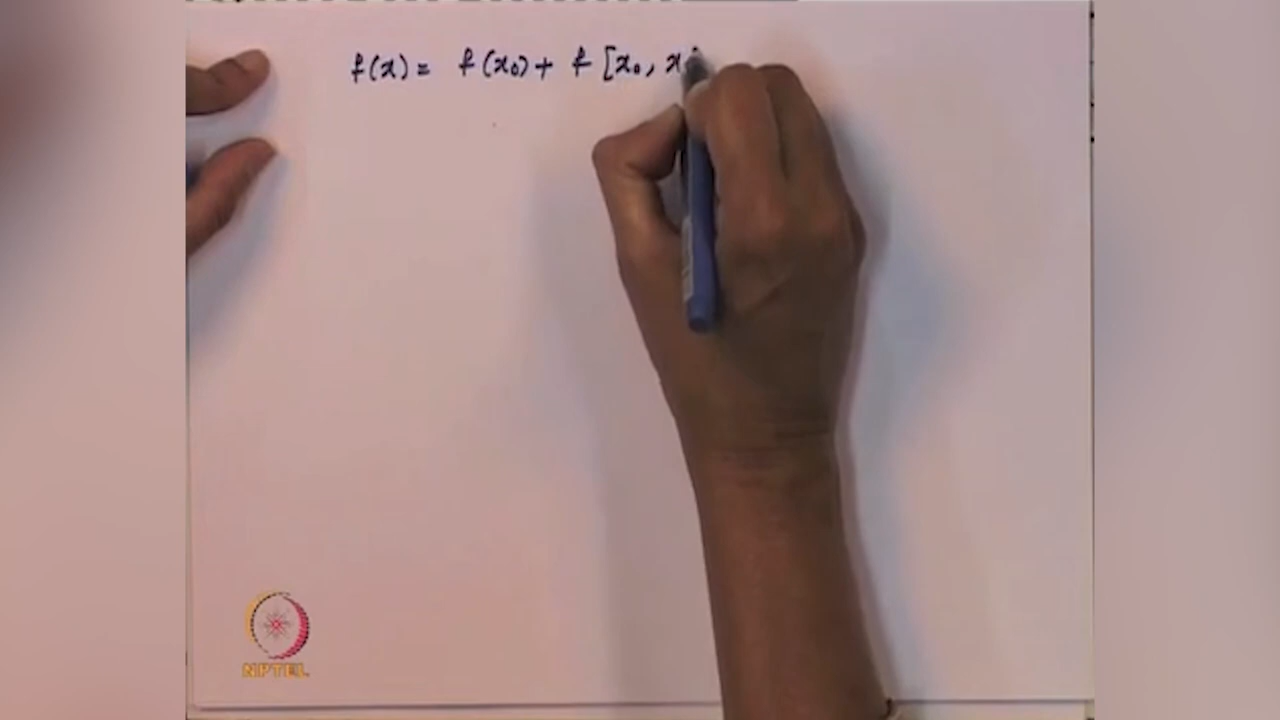 f(x) = f(x₀) + f [x₀, x
NPTEL